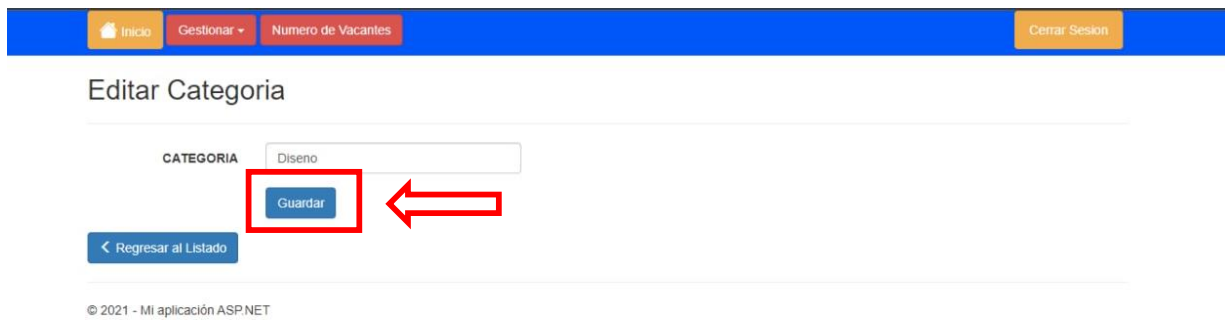 Inicio Gestionar Numero de Vacantes Cerrar Sesion
Editar Categoria
CATEGORIA Diseno
Guardar
Regresar al Listado
© 2021 - Mi aplicación ASP.NET